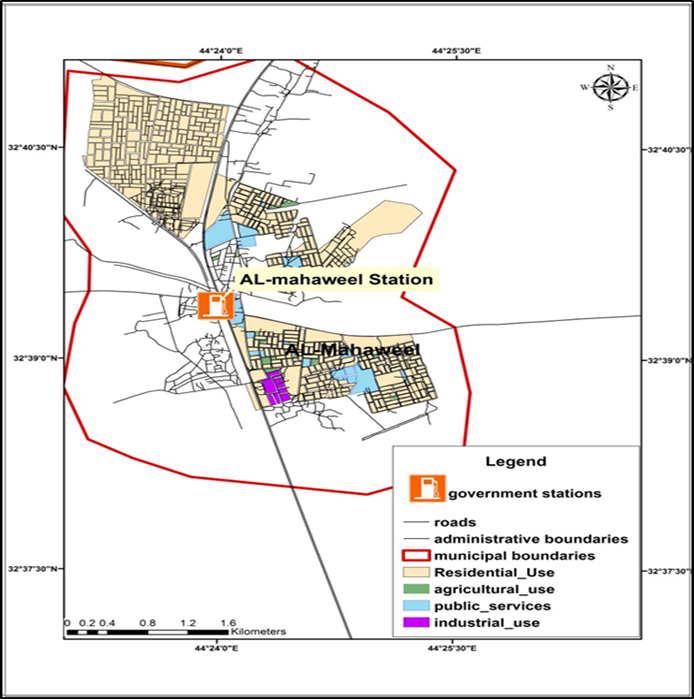 44°24'0"E
44°25'30"E
N
W E
S
32°40'30"N
32°40'30"N
AL-mahaweel Station
AL-Mahaweel
32°39'0"N
32°39'0"N
Legend
government stations
roads
administrative boundaries
municipal boundaries
Residential_Use
agricultural_use
public_services
industrial_use
32°37'30"N
32°37'30"N
0 0.2 0.4 0.8 1.2 1.6
Kilometers
44°24'0"E
44°25'30"E